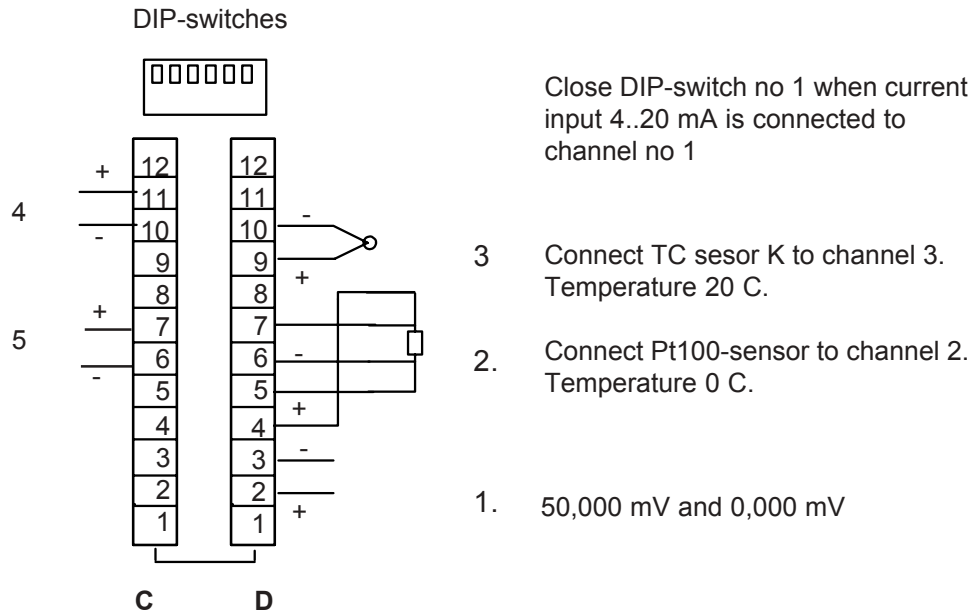 DIP-switches
Close DIP-switch no 1 when current
input 4..20 mA is connected to
channel no 1
+ 12 12
4 11 11
- 10 10 -
9 9 +
8 8
+ 7 7
5 6 6 -
- 5 5
4 4 +
3 3 -
2 2
1 1 +
C D
3 Connect TC sesor K to channel 3.
Temperature 20 C.
2. Connect Pt100-sensor to channel 2.
Temperature 0 C.
1. 50,000 mV and 0,000 mV